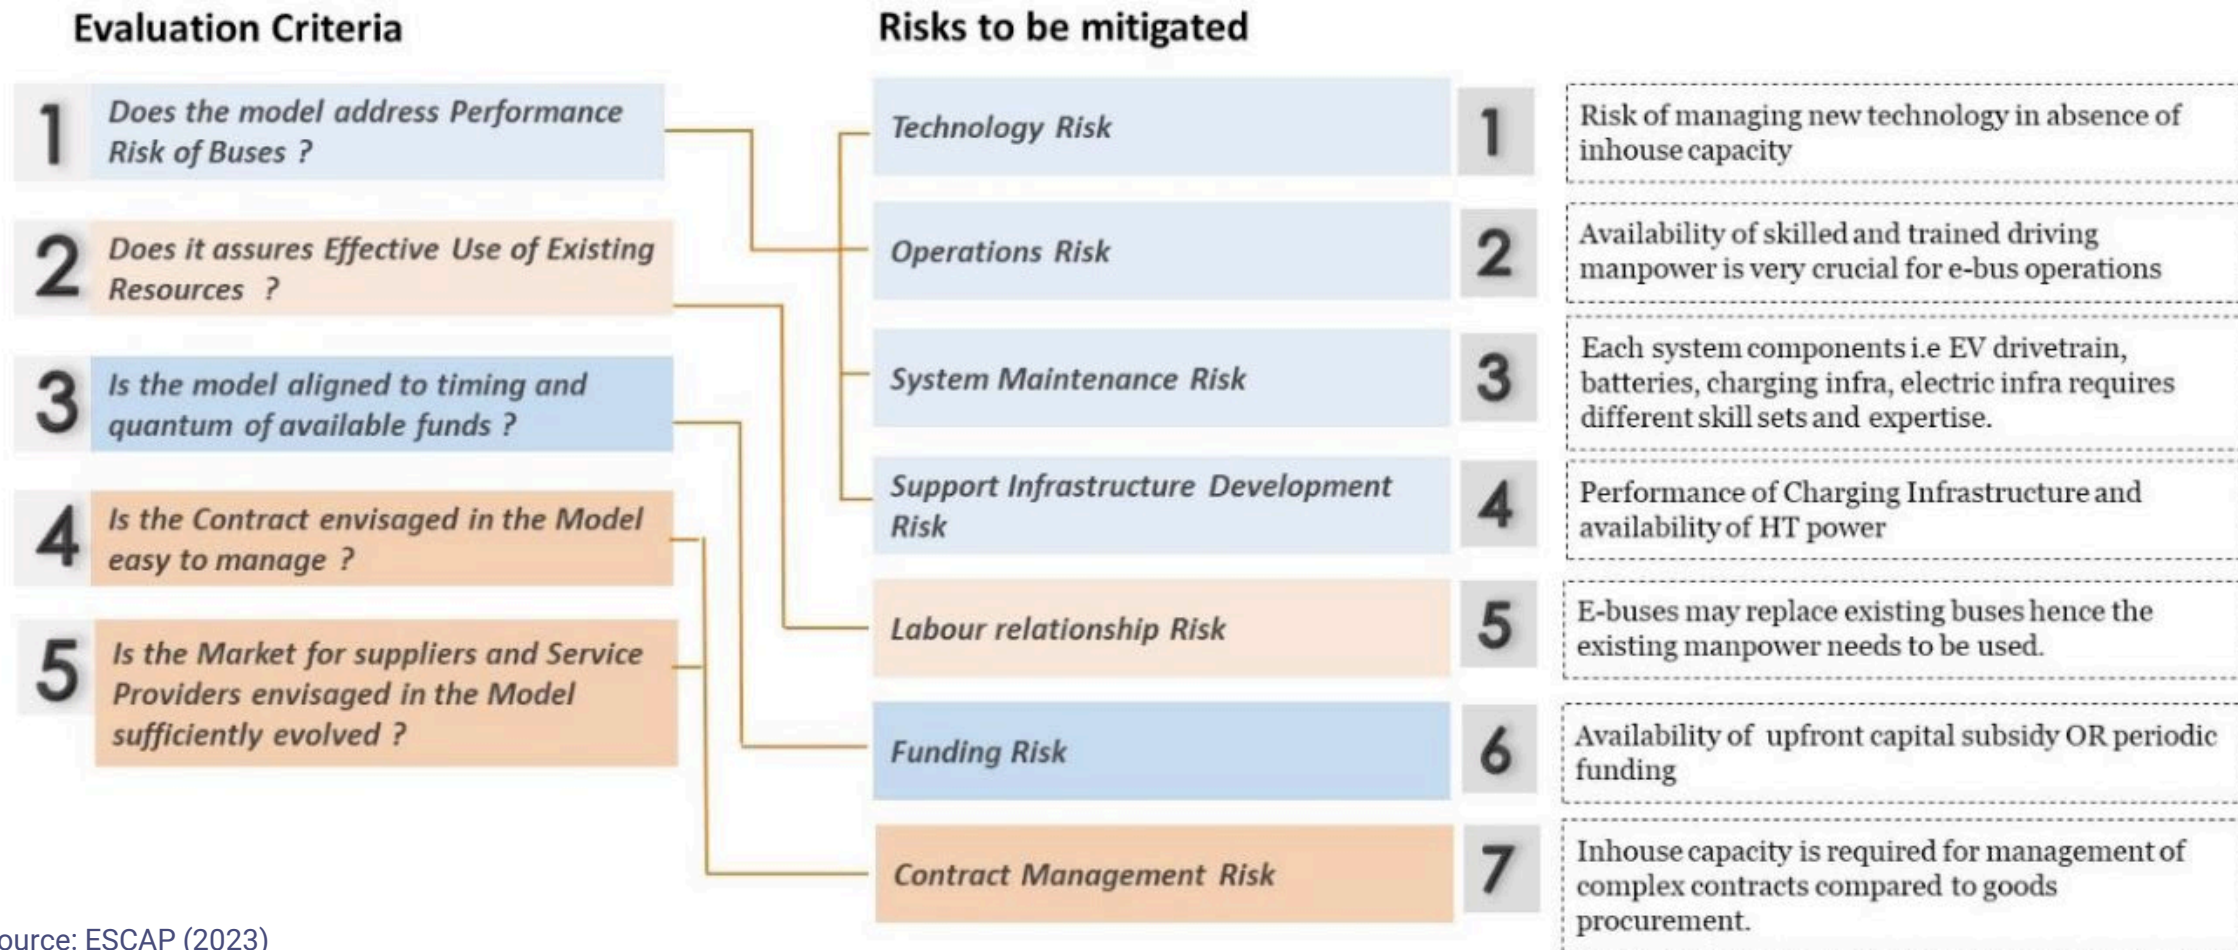 Evaluation Criteria
Risks to be mitigated
1
Does the model address Performance
Risk of Buses ?
2
Does it assures Effective Use of Existing
Resources ?
3
Is the model aligned to timing and
quantum of available funds ?
4
Is the Contract envisaged in the Model
easy to manage ?
5
Is the Market for suppliers and Service
Providers envisaged in the Model
sufficiently evolved ?
Technology Risk
1
Risk of managing new technology in absence of
inhouse capacity
Operations Risk
2
Availability of skilled and trained driving
manpower is very crucial for e-bus operations
System Maintenance Risk
3
Each system components i.e EV drivetrain,
batteries, charging infra, electric infra requires
different skill sets and expertise.
Support Infrastructure Development
Risk
4
Performance of Charging Infrastructure and
availability of HT power
Labour relationship Risk
5
E-buses may replace existing buses hence the
existing manpower needs to be used.
Funding Risk
6
Availability of upfront capital subsidy OR periodic
funding
Contract Management Risk
7
Inhouse capacity is required for management of
complex contracts compared to goods
procurement.
ource: ESCAP (2023)